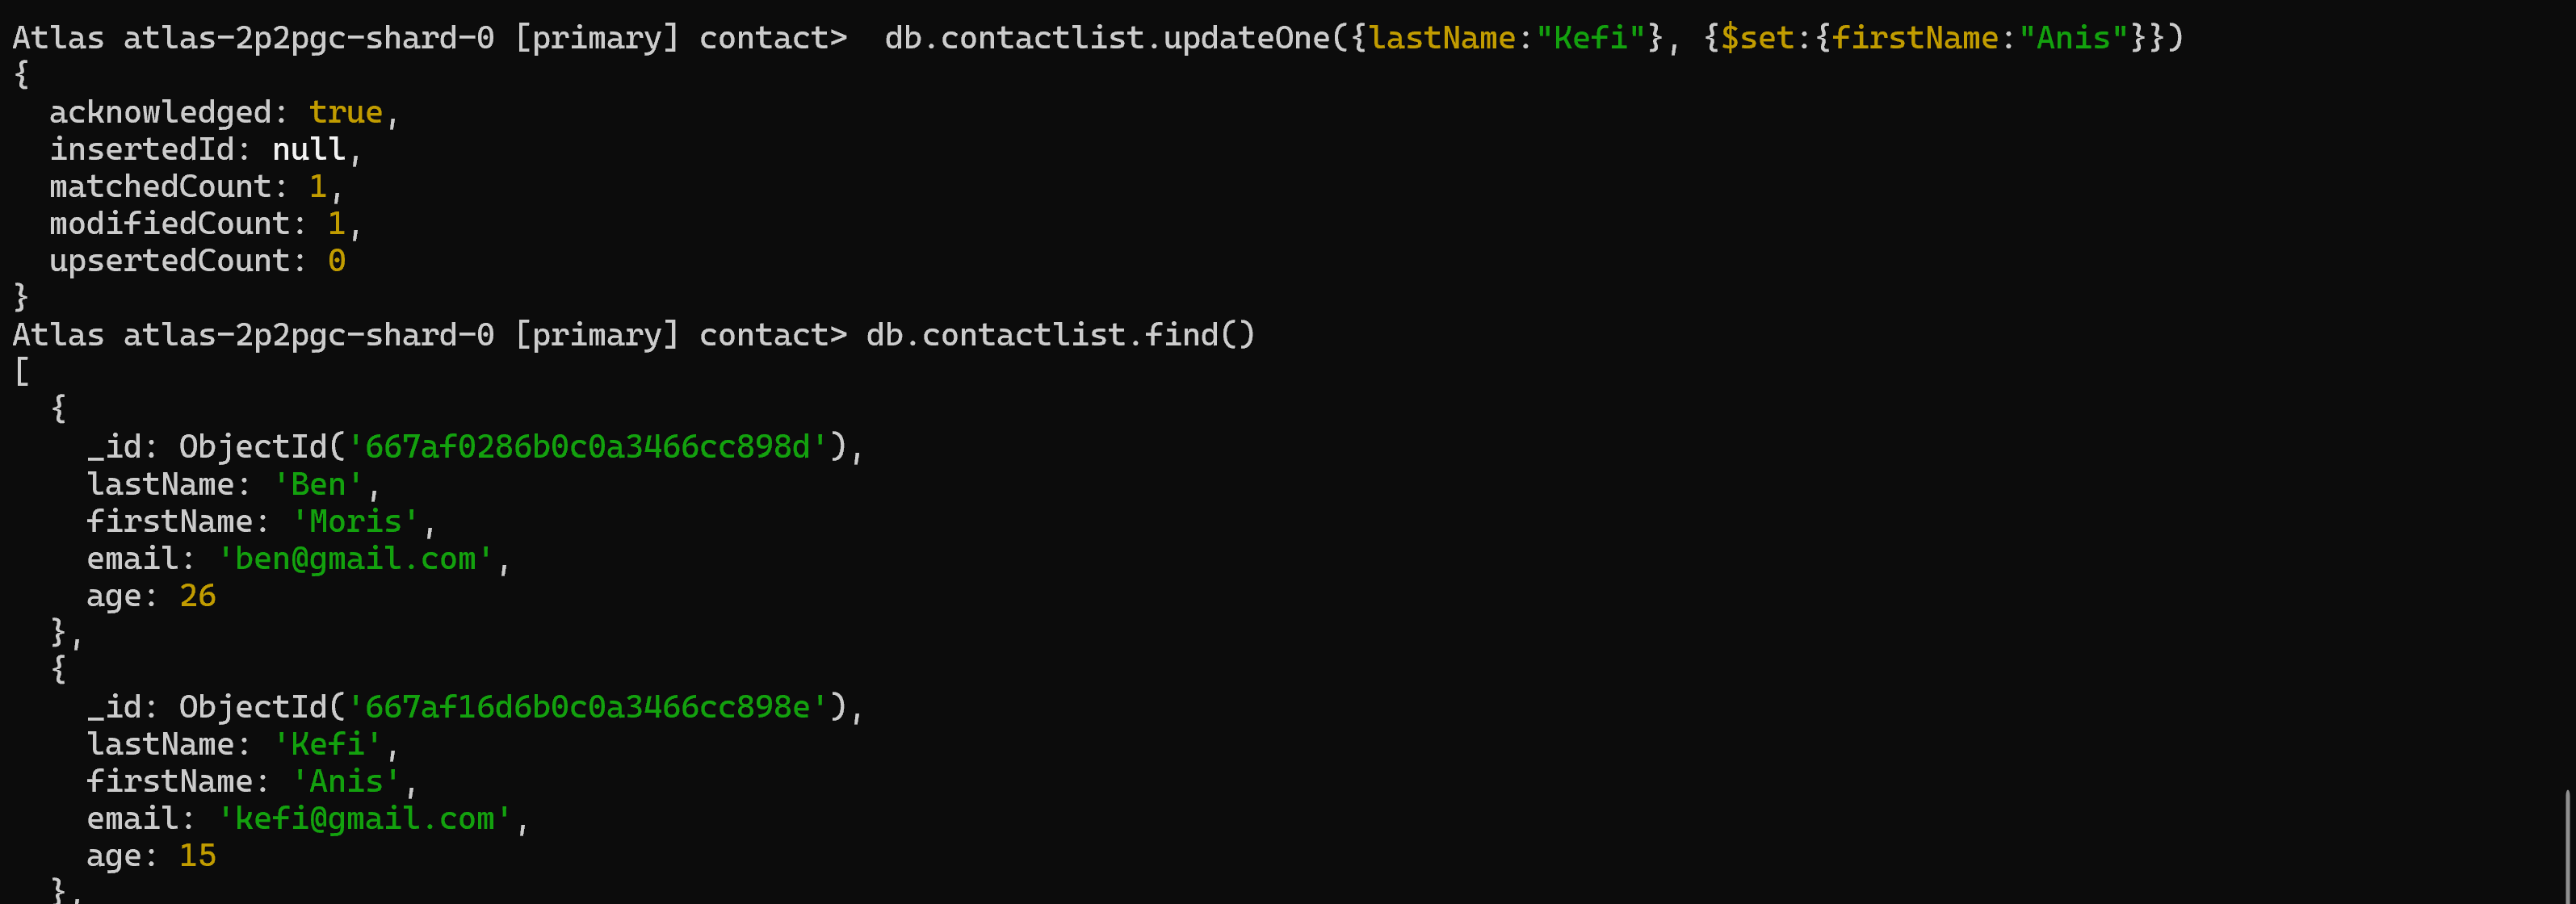 Atlas atlas-2p2pgc-shard-0 [primary] contact>  db.contactlist.updateOne({lastName:"Kefi"}, {$set:{firstName:"Anis"}})
{
  acknowledged: true,
  insertedId: null,
  matchedCount: 1,
  modifiedCount: 1,
  upsertedCount: 0
}
Atlas atlas-2p2pgc-shard-0 [primary] contact> db.contactlist.find()
[
  {
    _id: ObjectId('667af0286b0c0a3466cc898d'),
    lastName: 'Ben',
    firstName: 'Moris',
    email: 'ben@gmail.com',
    age: 26
  },
  {
    _id: ObjectId('667af16d6b0c0a3466cc898e'),
    lastName: 'Kefi',
    firstName: 'Anis',
    email: 'kefi@gmail.com',
    age: 15
  },